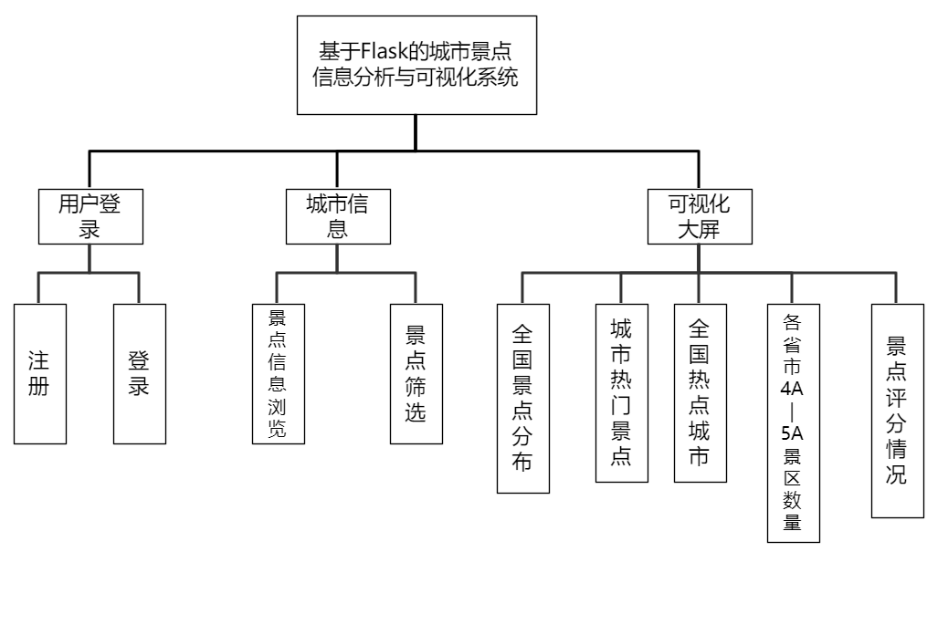 基于Flask的城市景点
信息分析与可视化系统
用户登
录
城市信
息
可视化
大屏
注册
登录
景点信息浏览
景点筛选
全国景点分布
城市热门景点
全国热点城市
各省市4A—5A景区数量
景点评分情况